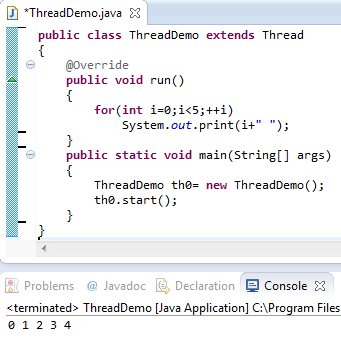 *ThreadDemo.java
public class ThreadDemo extends Thread
{
@Override
public void run()
{
for(int i=0;i<5;++i)
System.out.print(i+" ");
}
public static void main(String[] args)
{
ThreadDemo th0= new ThreadDemo();
th0.start();
}
}
Problems @ Javadoc Declaration Console
<terminated> ThreadDemo [Java Application] C:\Program Files
0 1 2 3 4